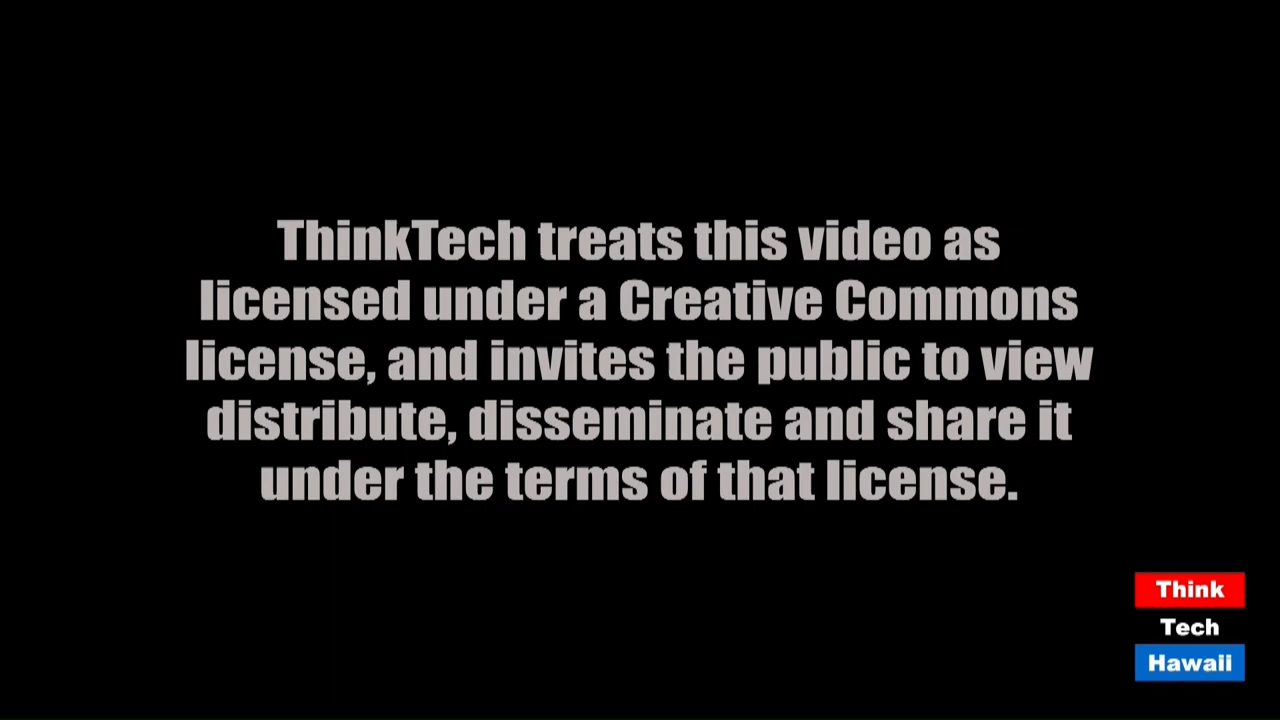 ThinkTech treats this video as
licensed under a Creative Commons
license, and invites the public to view
distribute, disseminate and share it
under the terms of that license.
Think
Tech
Hawaii